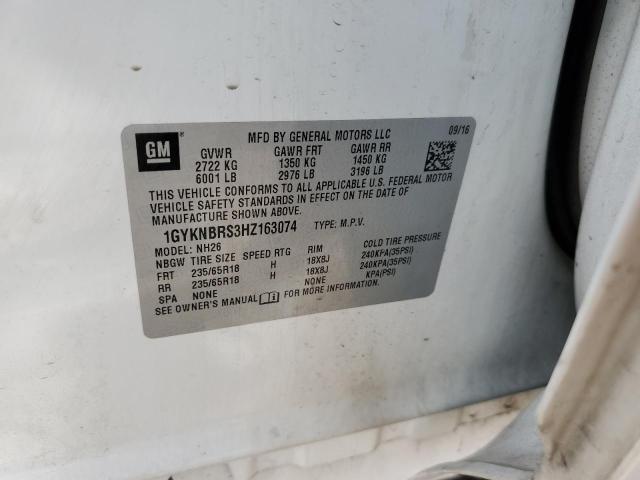 GM ®
MFD BY GENERAL MOTORS LLC 09/16
GVWR GAWR FRT GAWR RR
2722 KG 1350 KG 1450 KG
6001 LB 2976 LB 3196 LB
THIS VEHICLE CONFORMS TO ALL APPLICABLE U.S. FEDERAL MOTOR
VEHICLE SAFETY STANDARDS IN EFFECT ON THE DATE OF
MANUFACTURE SHOWN ABOVE.
1GYKNBRS3HZ163074 TYPE: M.P.V.
MODEL: NH26
NBGW TIRE SIZE SPEED RTG RIM COLD TIRE PRESSURE
FRT 235/65R18 H 18X8J 240KPA(35PSI)
RR 235/65R18 H 18X8J 240KPA(35PSI)
SPA NONE NONE KPA(PSI)
SEE OWNER'S MANUAL FOR MORE INFORMATION.